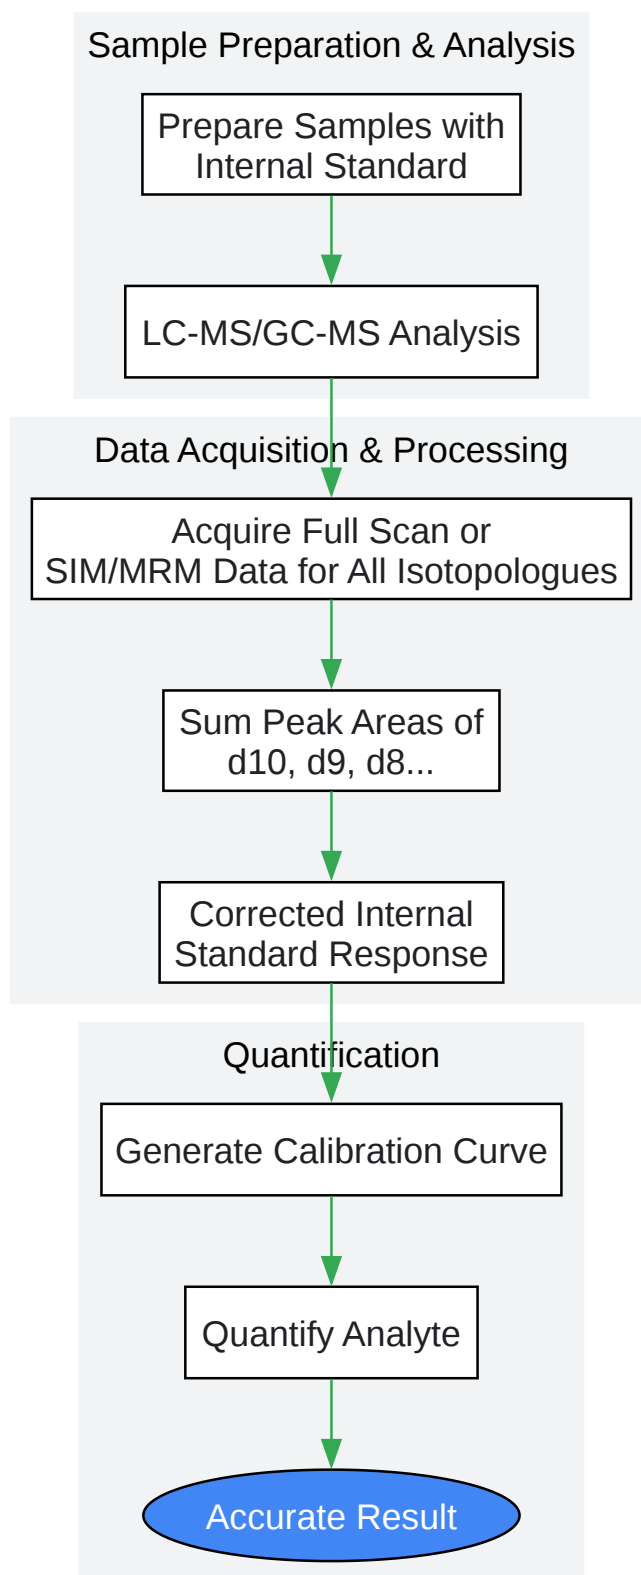 Sample Preparation & Analysis
Prepare Samples with
Internal Standard
LC-MS/GC-MS Analysis
Data Acquisition & Processing
Acquire Full Scan or
SIM/MRM Data for All Isotopologues
Sum Peak Areas of
d10, d9, d8...
Corrected Internal
Standard Response
Quantification
Generate Calibration Curve
Quantify Analyte
Accurate Result